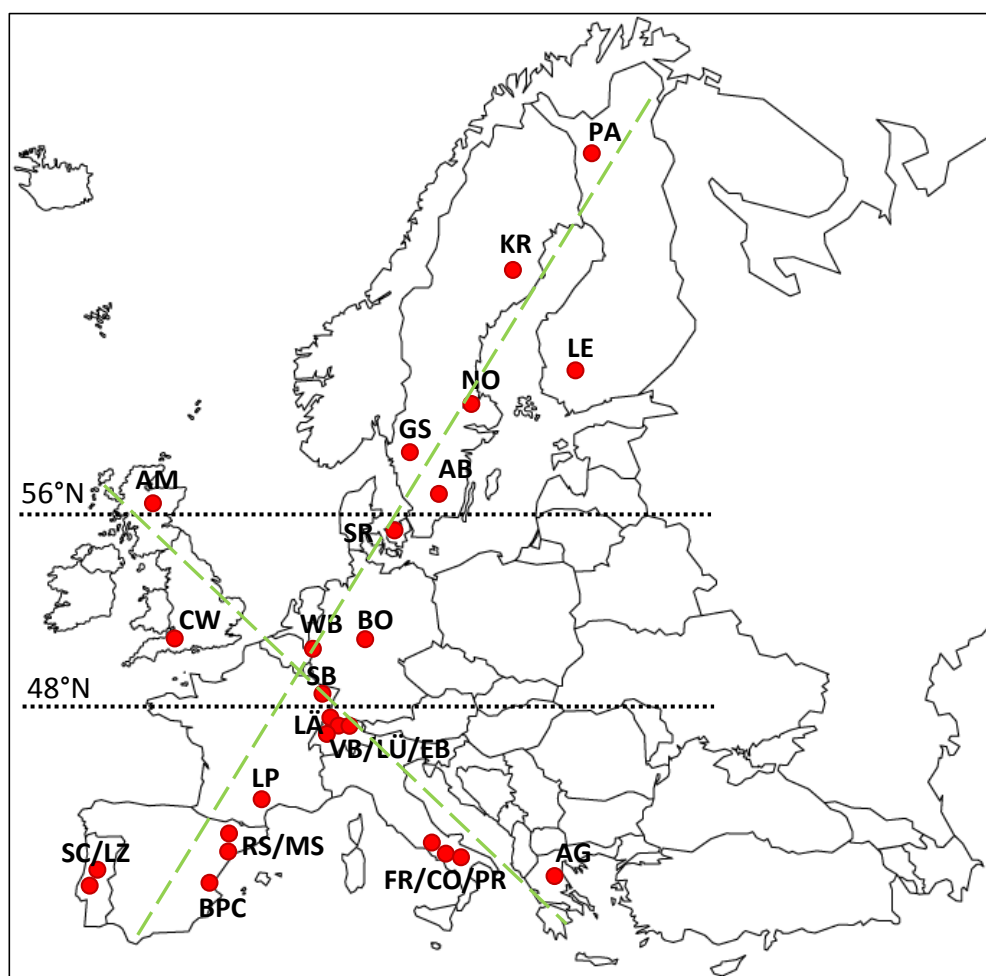 PA
KR
LE
NO
GS
AB
AM
56°N
SR
CW
WB
BO
SB
48°N
LÄ
VB/LÜ/EB
LP
RS/MS
SC/LZ
AG
FR/CO/PR
BPC